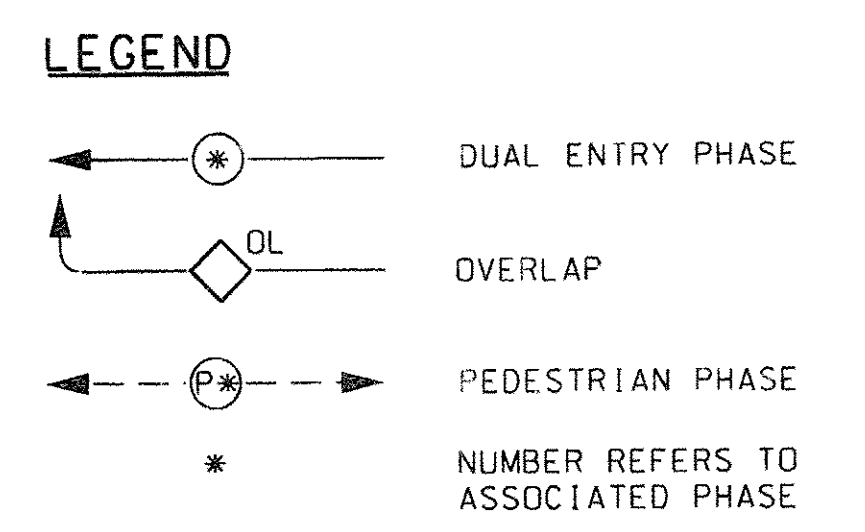 LEGEND
* DUAL ENTRY PHASE
OL
OVERLAP
P* PEDESTRIAN PHASE
* NUMBER REFERS TO
ASSOCIATED PHASE